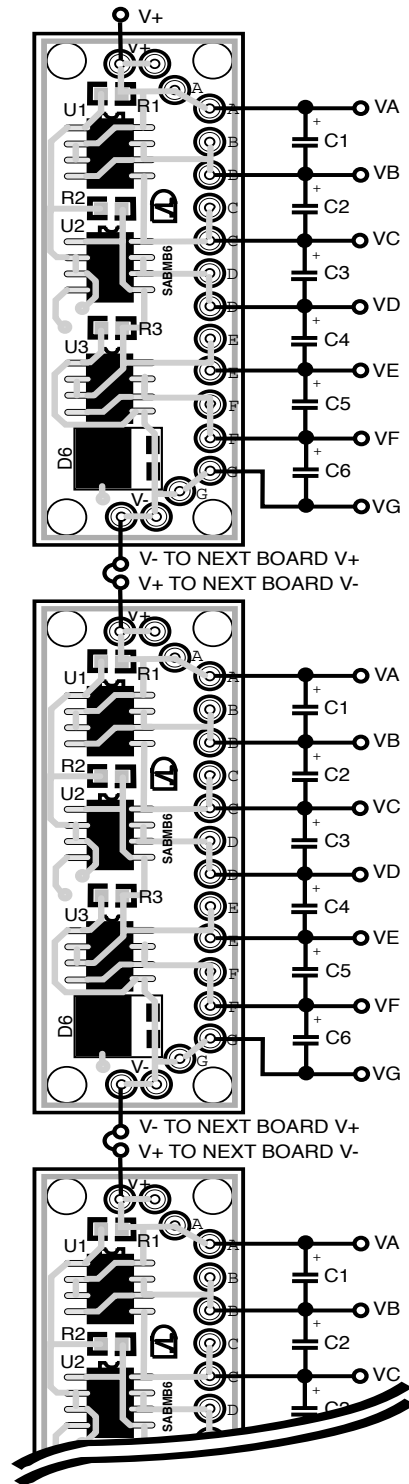 V+
V+
A
A
VA
U1
R1
C1
+
B
B
VB
R2
C
C2
+
U2
C
VC
SABMB6
D
C3
+
D
VD
R3
E
C4
+
U3
E
VE
F
C5
+
D6
F
VF
G
C6
+
V-
G
VG
V- TO NEXT BOARD V+
V+ TO NEXT BOARD V-
V+
A
A
VA
U1
R1
C1
+
B
B
VB
R2
C
C2
+
U2
C
VC
SABMB6
D
C3
+
D
VD
R3
E
C4
+
U3
E
VE
F
C5
+
D6
F
VF
G
C6
+
V-
G
VG
V- TO NEXT BOARD V+
V+ TO NEXT BOARD V-
V+
A
A
VA
U1
R1
C1
+
B
B
VB
R2
C
C2
+
U2
C
VC
SABMB6
D
+